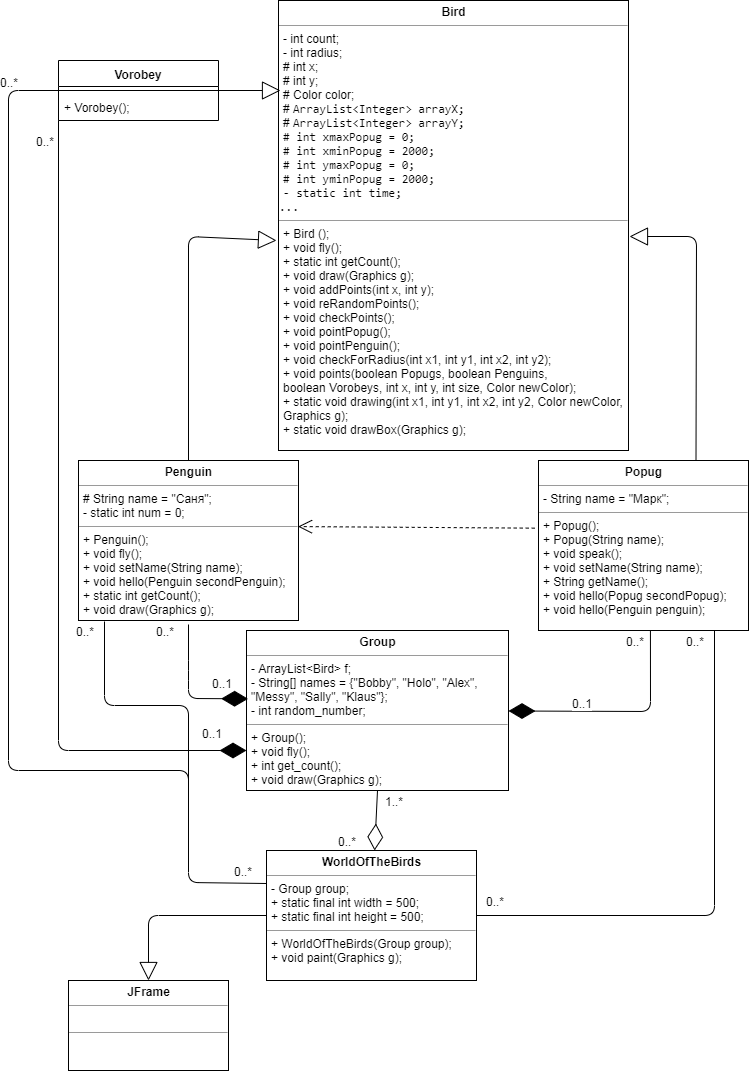 Bird
- int count;
- int radius;
# int x;
# int y;
# Color color;
# ArrayList<Integer> arrayX;
# ArrayList<Integer> arrayY;
# int xmaxPopug = 0;
# int xminPopug = 2000;
# int ymaxPopug = 0;
# int yminPopug = 2000;
- static int time;
...
+ Bird ();
+ void fly();
+ static int getCount();
+ void draw(Graphics g);
+ void addPoints(int x, int y);
+ void reRandomPoints();
+ void checkPoints();
+ void pointPopug();
+ void pointPenguin();
+ void checkForRadius(int x1, int y1, int x2, int y2);
+ void points(boolean Popugs, boolean Penguins,
boolean Vorobeys, int x, int y, int size, Color newColor);
+ static void drawing(int x1, int y1, int x2, int y2, Color newColor,
Graphics g);
+ static void drawBox(Graphics g);
0..*
Vorobey
+ Vorobey();
0..*
Penguin
# String name = "Саня";
- static int num = 0;
+ Penguin();
+ void fly();
+ void setName(String name);
+ void hello(Penguin secondPenguin);
+ static int getCount();
+ void draw(Graphics g);
0..*
0..*
Popug
- String name = "Марк";
+ Popug();
+ Popug(String name);
+ void speak();
+ void setName(String name);
+ String getName();
+ void hello(Popug secondPopug);
+ void hello(Penguin penguin);
0..*
0..*
Group
- ArrayList<Bird> f;
- String[] names = {"Bobby", "Holo", "Alex",
"Messy", "Sally", "Klaus"};
- int random_number;
+ Group();
+ void fly();
+ int get_count();
+ void draw(Graphics g);
0..1
0..1
0..1
1..*
0..*
0..*
WorldOfTheBirds
- Group group;
+ static final int width = 500;
+ static final int height = 500;
+ WorldOfTheBirds(Group group);
+ void paint(Graphics g);
0..*
JFrame